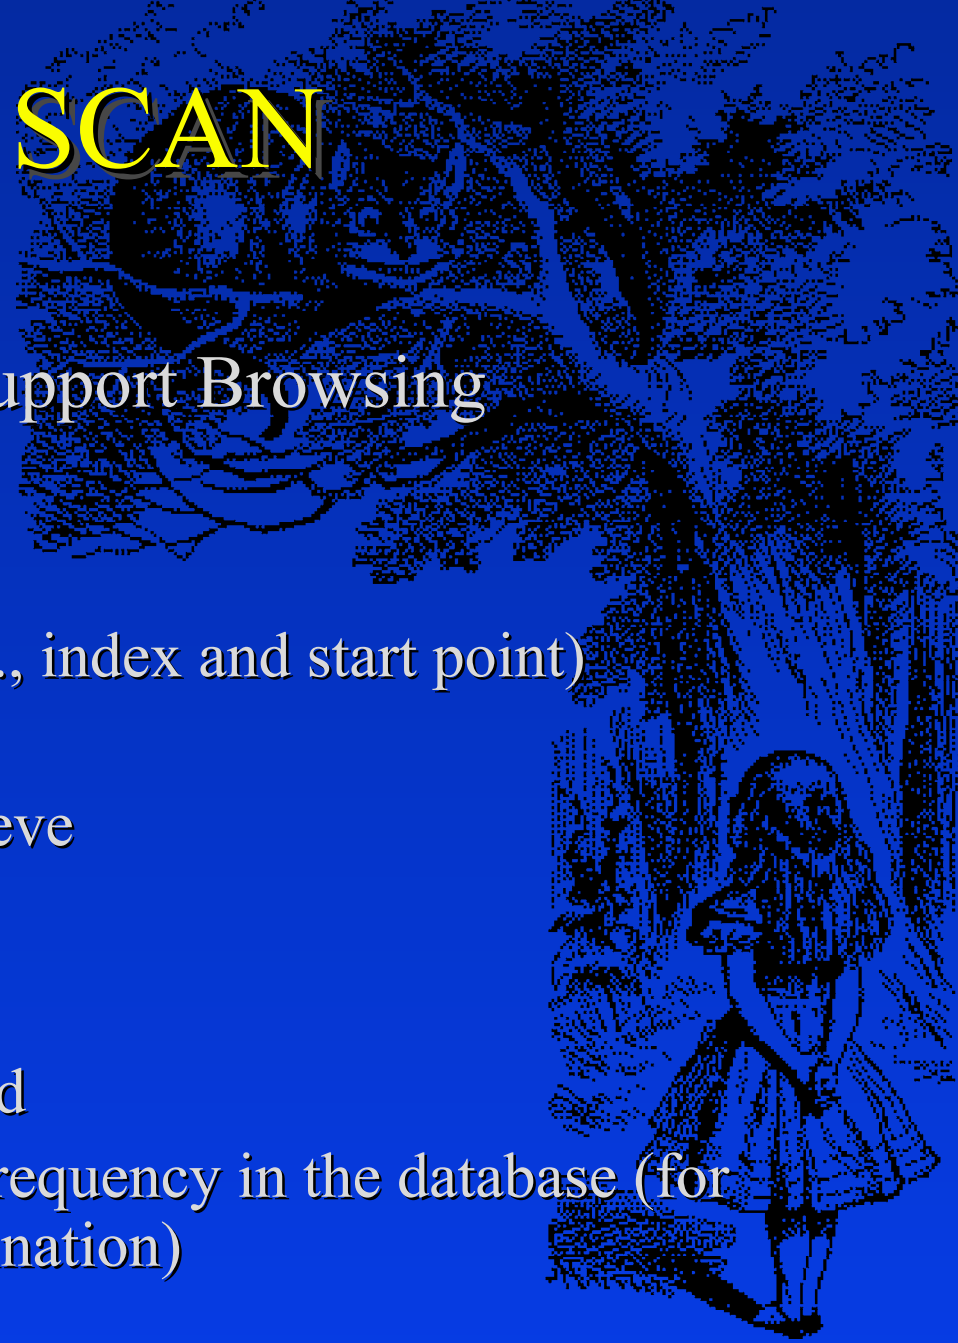 SCAN
upport Browsing
., index and start point)
eve
d
requency in the database (for
nation)